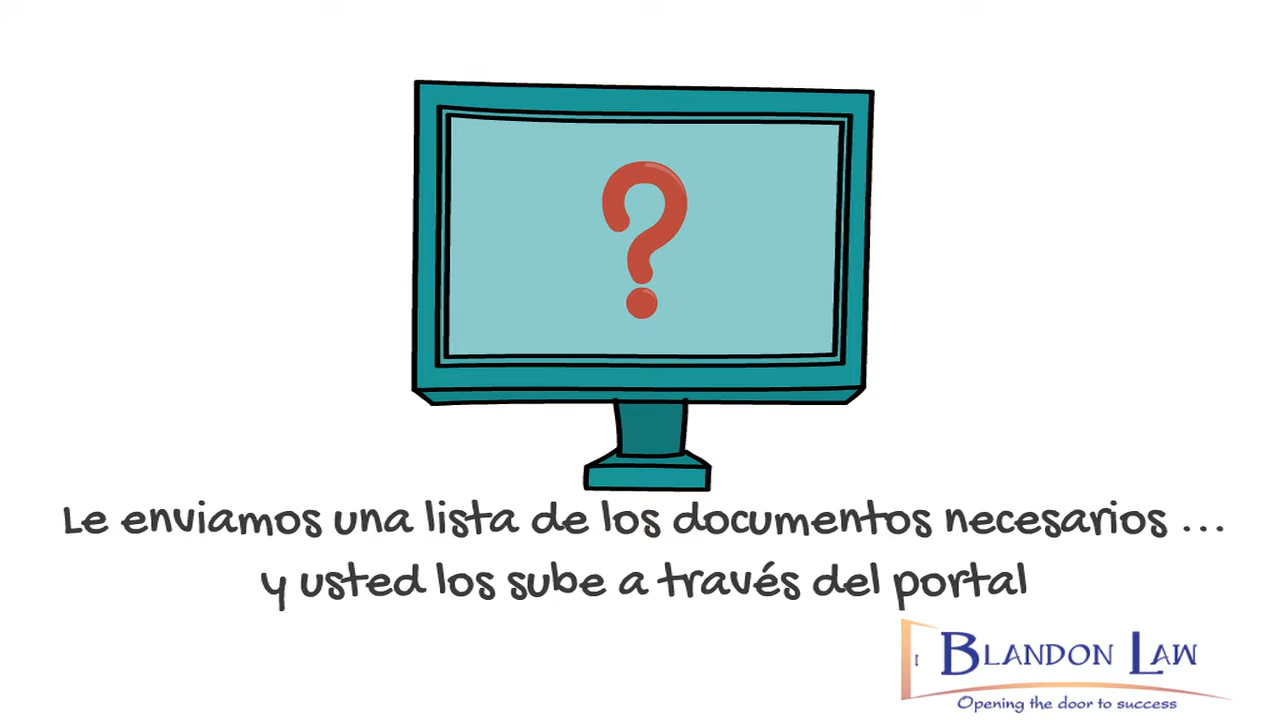 ?
Le enviamos una lista de los documentos necesarios ...
y usted los sube a través del portal
BLANDON LAW
Opening the door to success